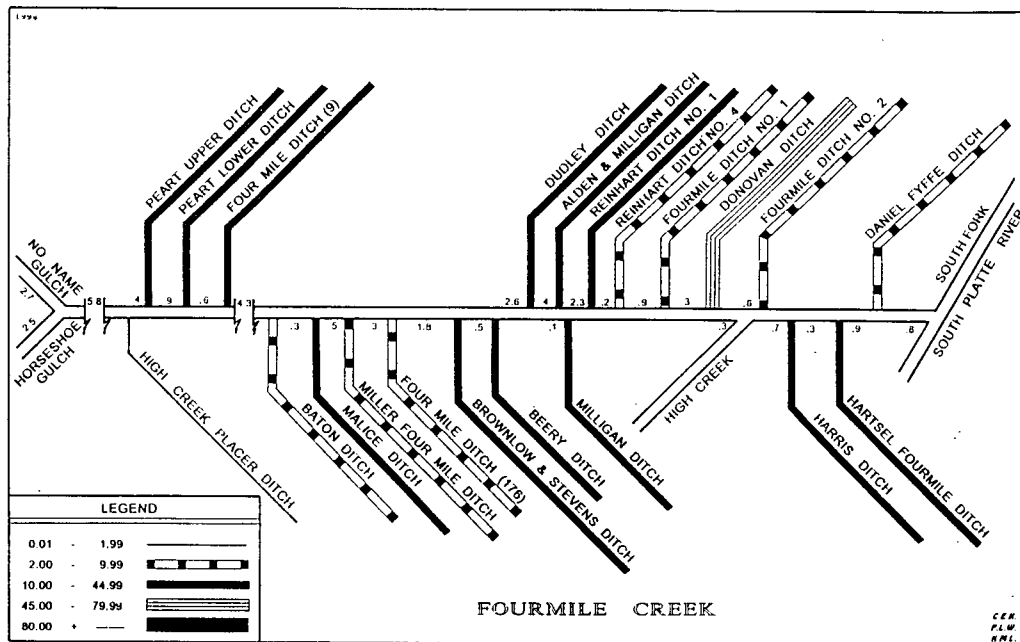 1994
PEART UPPER DITCH
PEART LOWER DITCH
FOUR MILE DITCH (9)
DUDLEY DITCH
ALDEN & MILLIGAN DITCH
REINHART DITCH NO. 1
REINHART DITCH NO. 4
FOURMILE DITCH NO. 1
DONOVAN DITCH
FOURMILE DITCH NO. 2
DANIEL FYFFE DITCH
SOUTH FORK
SOUTH PLATTE RIVER
NO NAME
GULCH
2.7
2.5
HORSESHOE
GULCH
5.8 4 .9 .6 4.3 2.6 4 2.3 .2 .9 3 .6
.3 5 3 1.8 .5 .1 .3 .7 .3 .9 .8
HIGH CREEK PLACER DITCH
BATON DITCH
MALICE DITCH
MILLER FOUR MILE DITCH
FOUR MILE DITCH (176)
BROWNLOW & STEVENS DITCH
BEERY DITCH
MILLIGAN DITCH
HIGH CREEK
HARRIS DITCH
HARTSEL FOURMILE DITCH
LEGEND
0.01 - 1.99
2.00 - 9.99
10.00 - 44.99
45.00 - 79.99
80.00 + —
FOURMILE CREEK